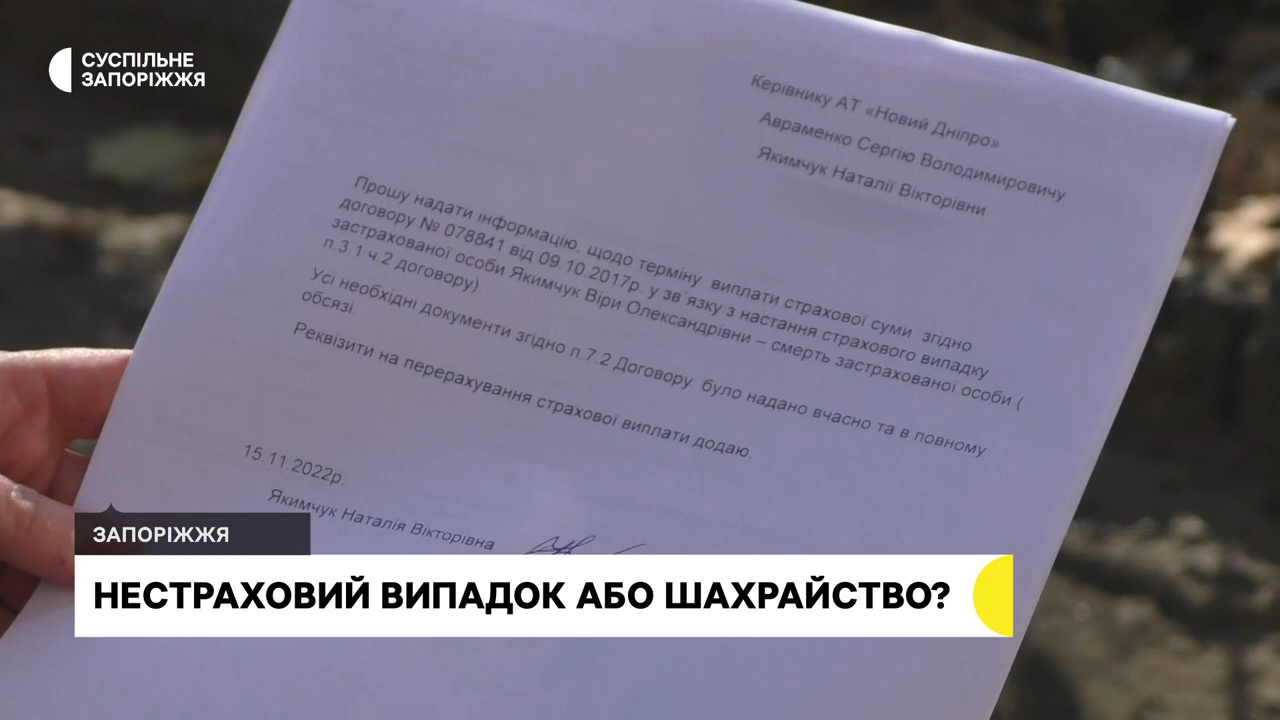 СУСПІЛЬНЕ
ЗАПОРІЖЖЯ
Керівнику АТ «Новий Дніпро»
Авраменко Сергію Володимировичу
Якимчук Наталії Вікторівни
Прошу надати інформацію, щодо терміну виплати страхової суми згідно
договору № 078841 від 09.10.2017р. у зв᾽язку з настання страхового випадку
застрахованої особи Якимчук Віри Олександрівни – смерть застрахованої особи (
п.3.1 ч.2 договору)
Усі необхідні документи згідно п.7.2 Договору було надано вчасно та в повному
обсязі.
Реквізити на перерахування страхової виплати додаю.
15.11.2022р.
Якимчук Наталія Вікторівна
ЗАПОРІЖЖЯ
НЕСТРАХОВИЙ ВИПАДОК АБО ШАХРАЙСТВО?